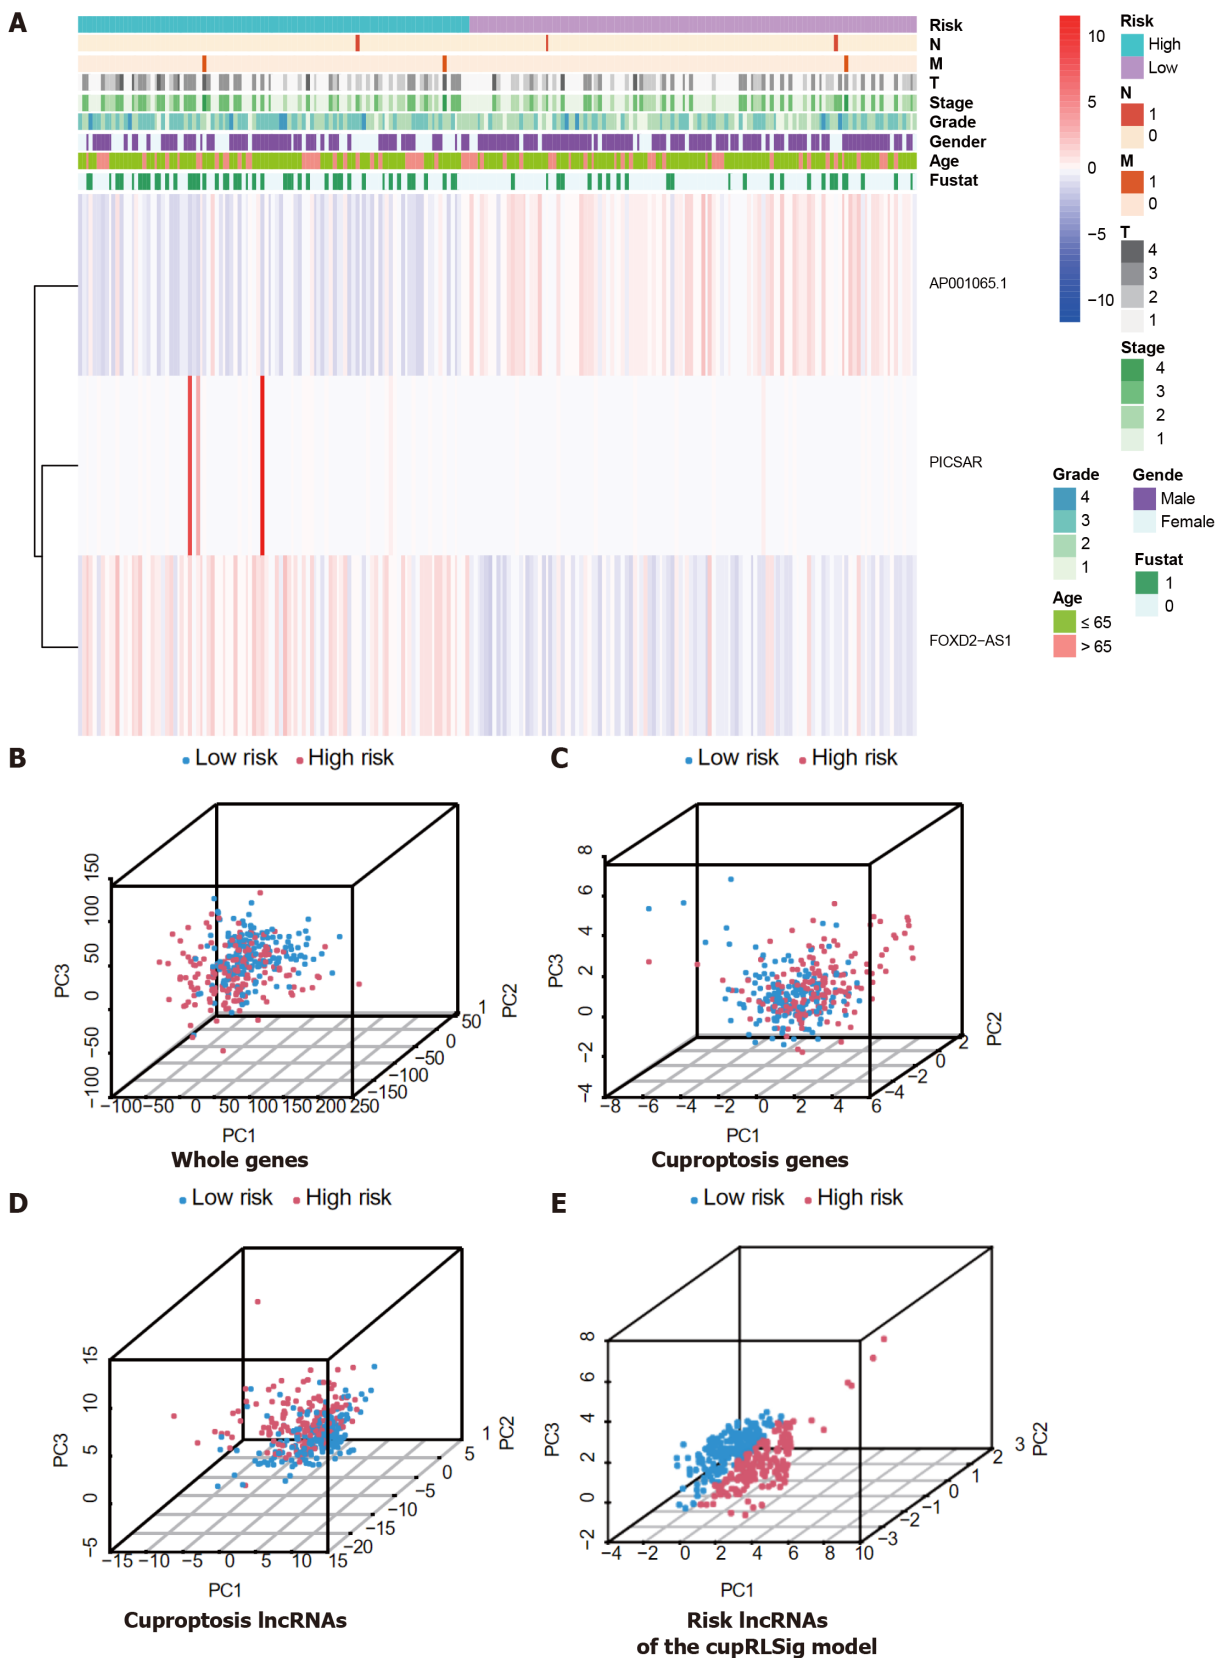 A
Risk
N
M
T
Stage
Grade
Gender
Age
Fustat
AP001065.1
PICSAR
FOXD2−AS1
10
5
0
−5
−10
Risk
High
Low
N
1
0
M
1
0
T
4
3
2
1
Stage
4
3
2
1
Grade
4
3
2
1
Gende
Male
Female
Fustat
1
0
Age
≤ 65
> 65
B
Low risk High risk
150
100
50
0
−50
−100
PC3
−100 −50 0 50 100 150 200 250
PC1
−150
−100
−50
0
50
1
PC2
Whole genes
C
Low risk High risk
8
6
4
2
0
−2
−4
PC3
−8 −6 −4 −2 0 2 4 6
PC1
−4
−2
0
2
PC2
Cuproptosis genes
D
Low risk High risk
15
10
5
0
−5
PC3
−15 −10 −5 0 5 10 15
PC1
−20
−15
−10
−5
0
5
1
PC2
Cuproptosis lncRNAs
E
Low risk High risk
8
6
4
2
0
−2
PC3
−4 −2 0 2 4 6 8 10
PC1
−3
−2
−1
0
1
2
3
PC2
Risk lncRNAs
of the cupRLSig model